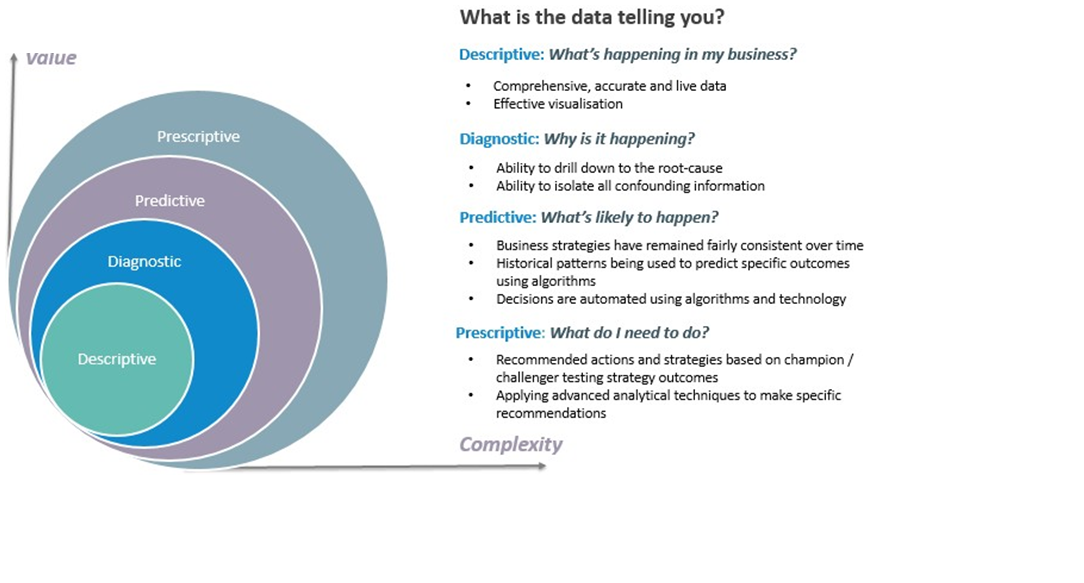 What is the data telling you?
Value
Descriptive: What's happening in my business?
• Comprehensive, accurate and live data
• Effective visualisation
Prescriptive
Diagnostic: Why is it happening?
• Ability to drill down to the root-cause
• Ability to isolate all confounding information
Predictive
Predictive: What's likely to happen?
• Business strategies have remained fairly consistent over time
• Historical patterns being used to predict specific outcomes
using algorithms
• Decisions are automated using algorithms and technology
Diagnostic
Prescriptive: What do I need to do?
• Recommended actions and strategies based on champion /
challenger testing strategy outcomes
• Applying advanced analytical techniques to make specific
recommendations
Descriptive
Complexity